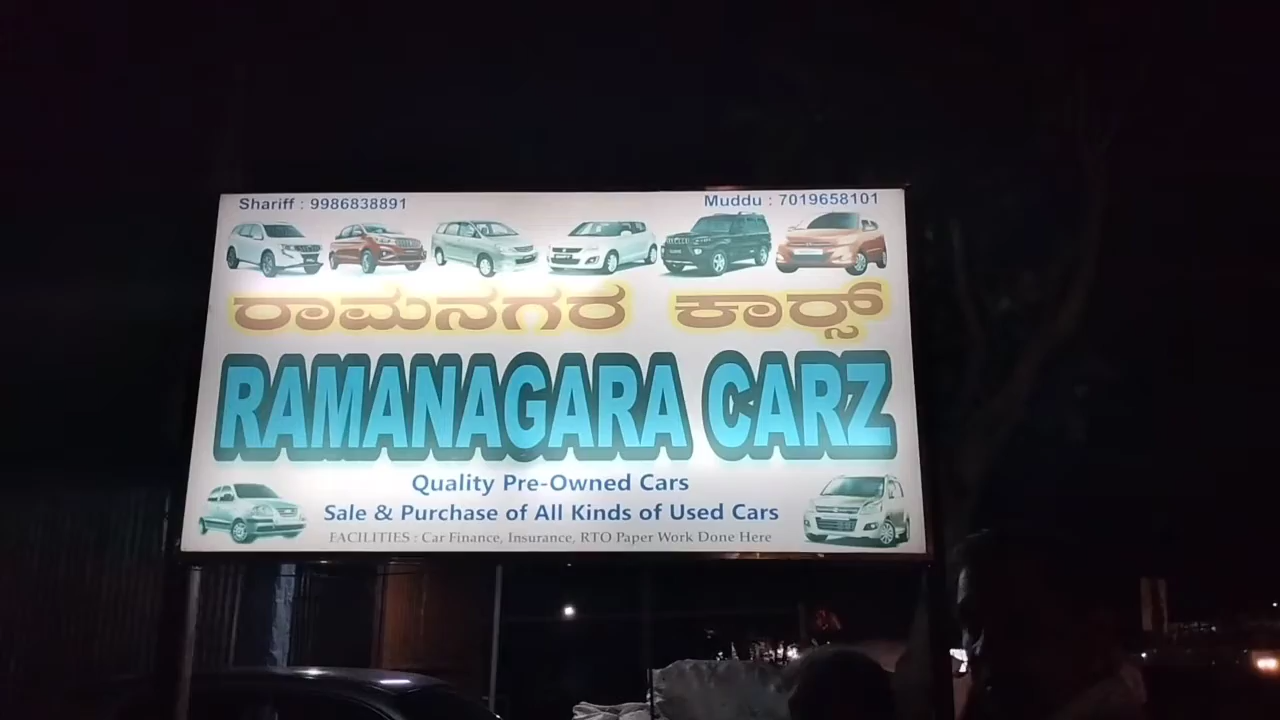 Shariff : 9986838891 Muddu : 7019658101
ರಾಮನಗರ ಕಾರ್‍ಸ್
RAMANAGARA CARZ
Quality Pre-Owned Cars
Sale & Purchase of All Kinds of Used Cars
FACILITIES : Car Finance, Insurance, RTO Paper Work Done Here